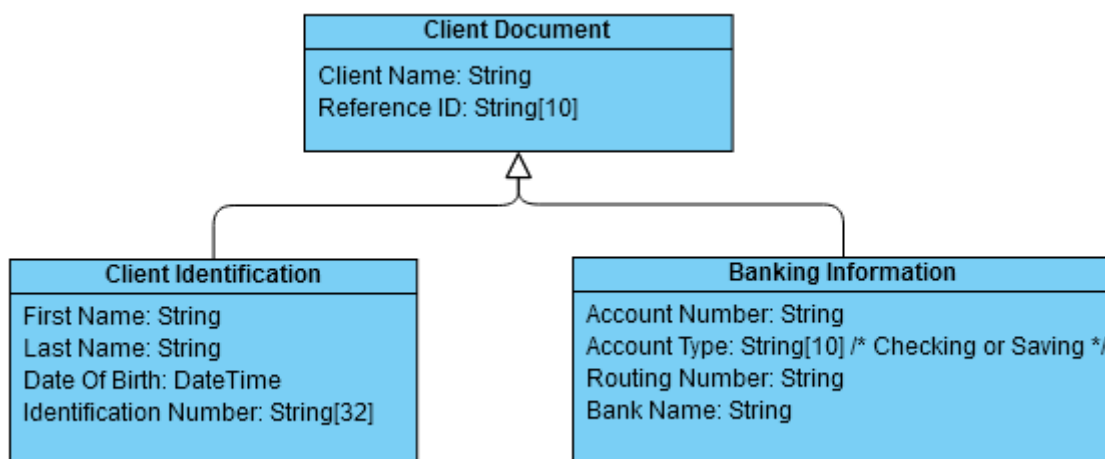 Client Document
Client Name: String
Reference ID: String[10]
Client Identification
First Name: String
Last Name: String
Date Of Birth: DateTime
Identification Number: String[32]
Banking Information
Account Number: String
Account Type: String[10] /* Checking or Saving */
Routing Number: String
Bank Name: String